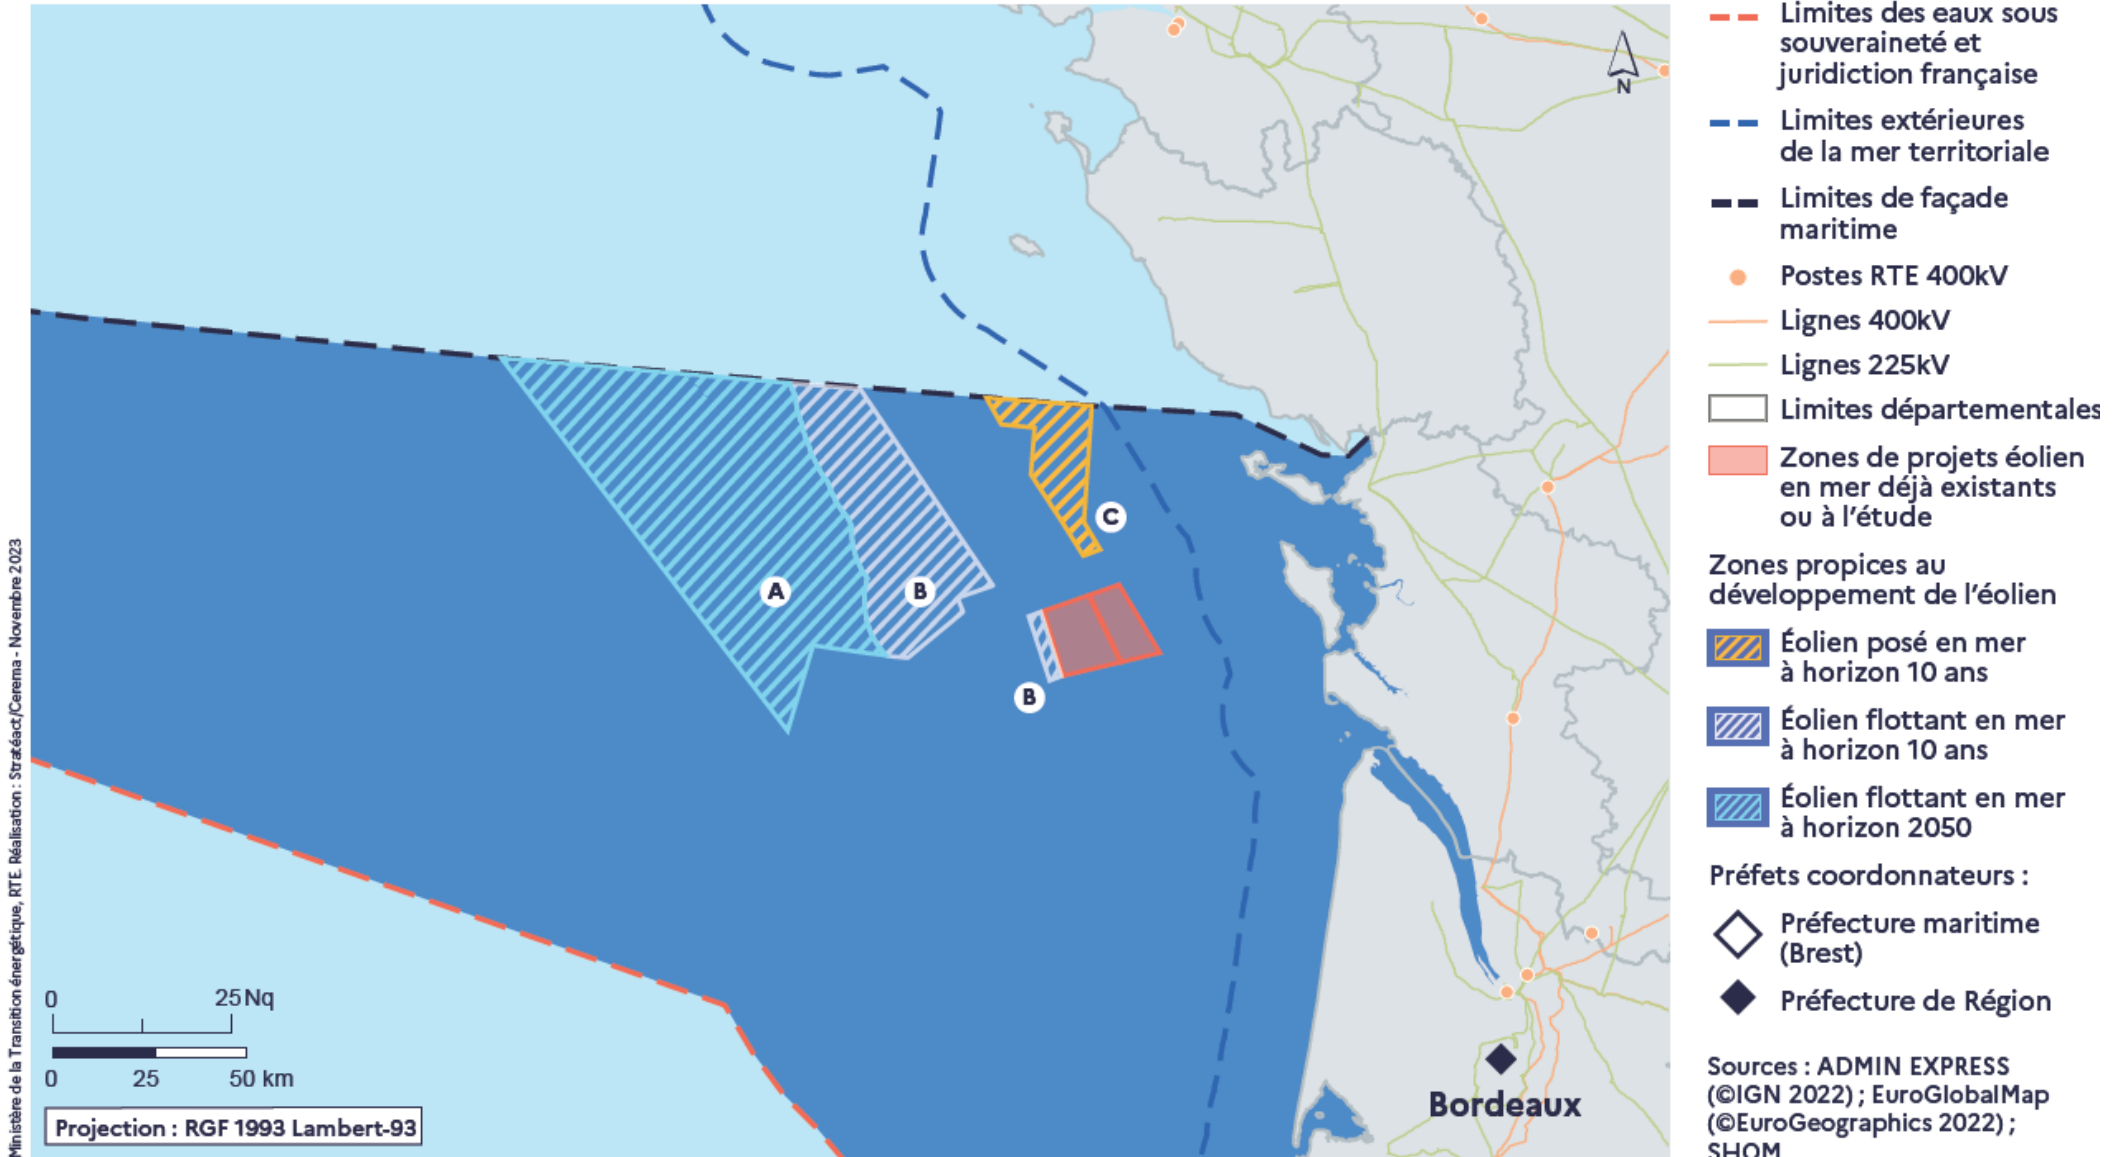 N
A
B
C
B
Bordeaux
0 25 Nq
0 25 50 km
Projection : RGF 1993 Lambert-93
Ministère de la Transition énergétique, RTE. Réalisation : Stratéact/Cerema - Novembre 2023
Limites des eaux sous
souveraineté et
juridiction française
Limites extérieures
de la mer territoriale
Limites de façade
maritime
Postes RTE 400kV
Lignes 400kV
Lignes 225kV
Limites départementales
Zones de projets éolien
en mer déjà existants
ou à l'étude
Zones propices au
développement de l'éolien
Éolien posé en mer
à horizon 10 ans
Éolien flottant en mer
à horizon 10 ans
Éolien flottant en mer
à horizon 2050
Préfets coordonnateurs :
Préfecture maritime
(Brest)
Préfecture de Région
Sources : ADMIN EXPRESS
(©IGN 2022) ; EuroGlobalMap
(©EuroGeographics 2022) ;
SHOM